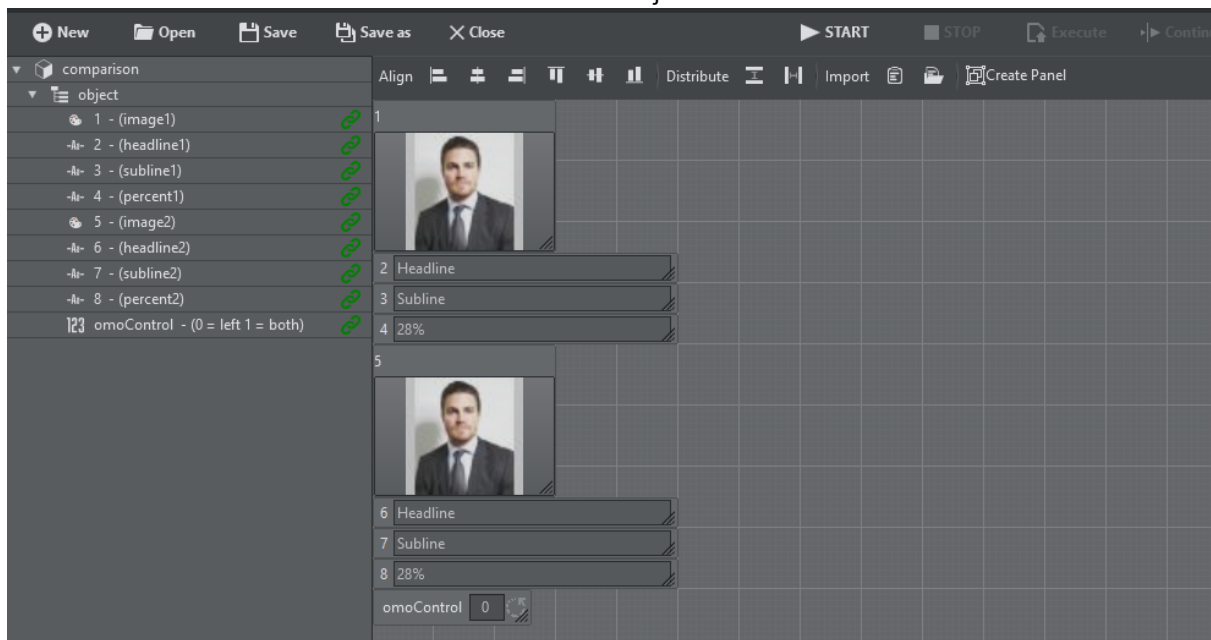 New Open Save Save as Close START STOP Execute
comparison
Align Distribute Import Create Panel
object
1 - (image1)
2 - (headline1)
3 - (subline1)
4 - (percent1)
5 - (image2)
6 - (headline2)
7 - (subline2)
8 - (percent2)
123 omoControl - (0 = left 1 = both)
1
2 Headline
3 Subline
4 28%
5
6 Headline
7 Subline
8 28%
omoControl 0